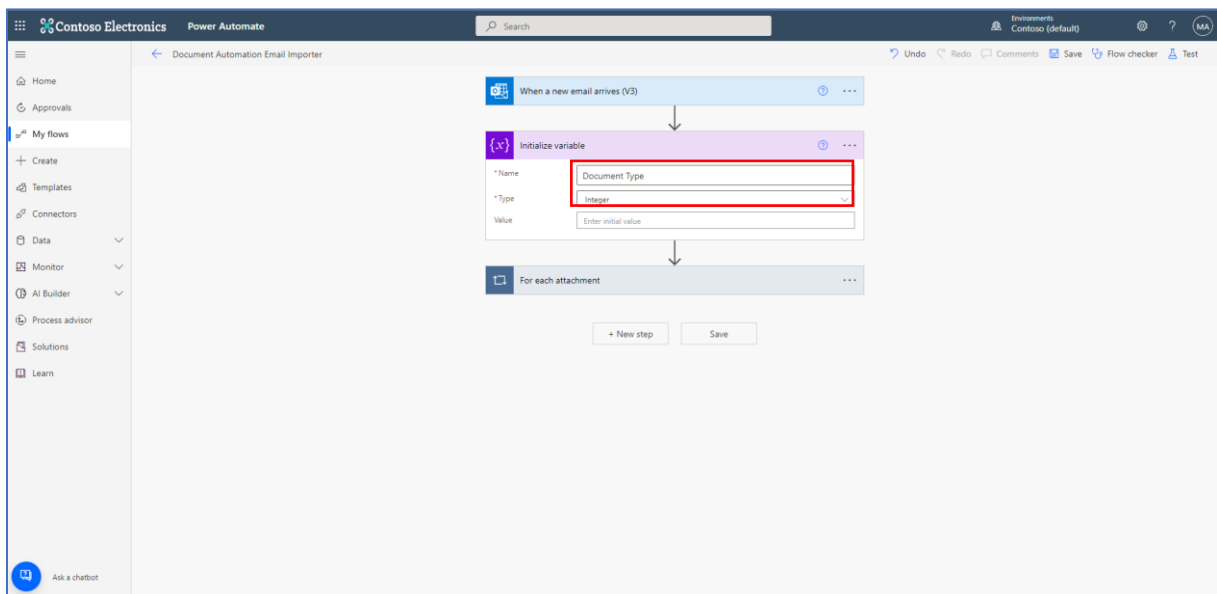 Contoso Electronics Power Automate Search Environments
Contoso (default) ? MA
Document Automation Email Importer Undo Redo Comments Save Flow checker Test
Home
Approvals
My flows
Create
Templates
Connectors
Data
Monitor
AI Builder
Process advisor
Solutions
Learn
Ask a chatbot
When a new email arrives (V3) ? ...
{x} Initialize variable ? ...
* Name Document Type
* Type Integer
Value Enter initial value
For each attachment ...
+ New step Save